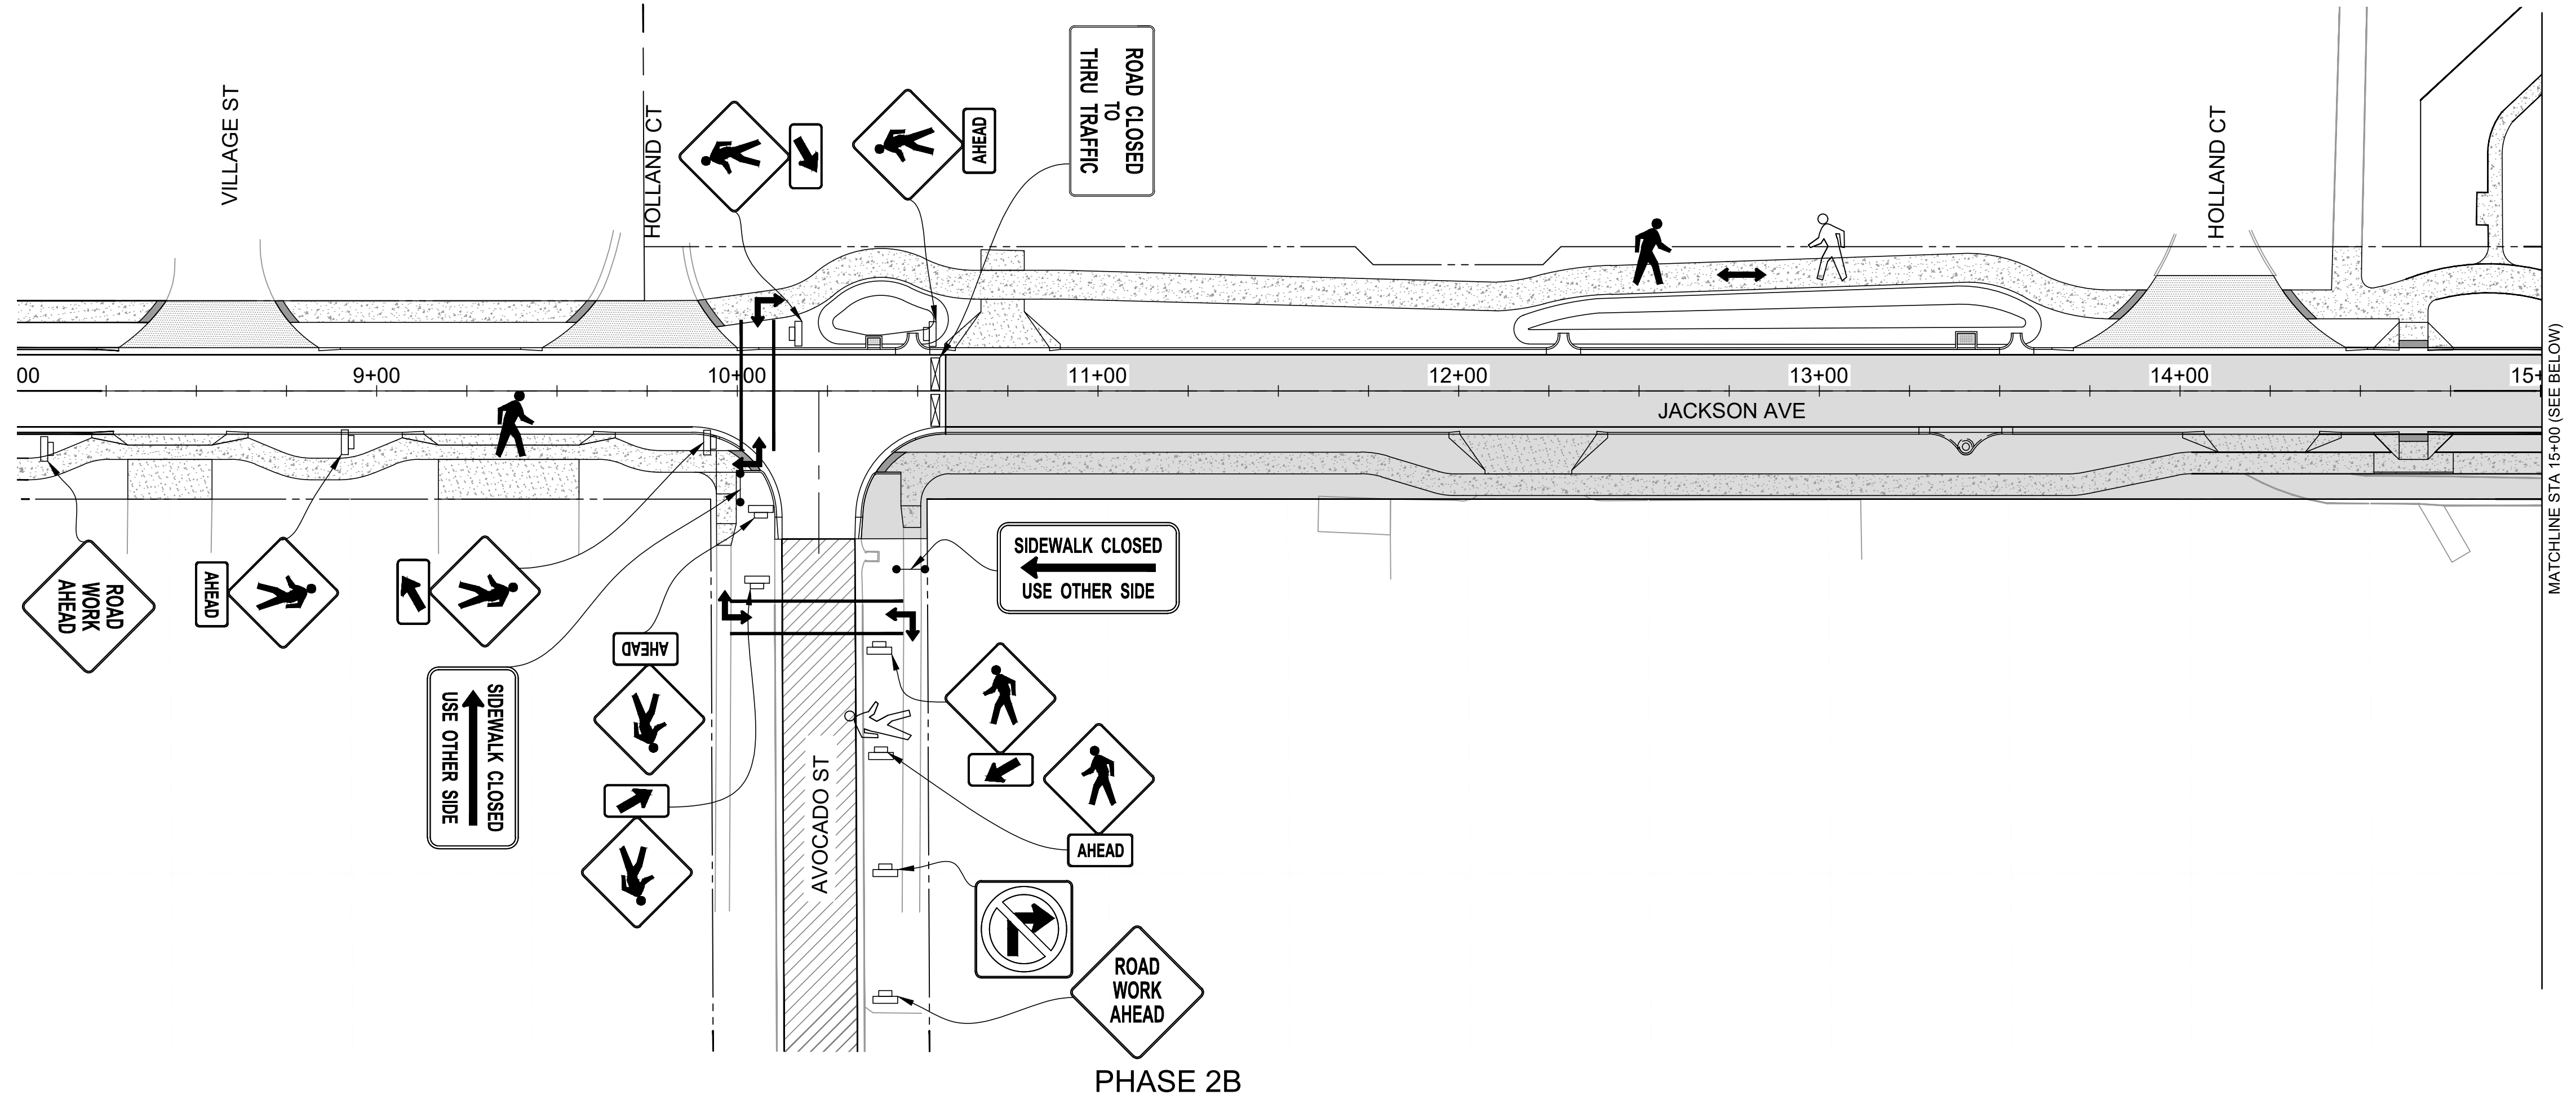 VILLAGE ST
HOLLAND CT
AHEAD
ROAD CLOSED
TO
THRU TRAFFIC
HOLLAND CT
00
9+00
10+00
11+00
12+00
13+00
14+00
15+
JACKSON AVE
MATCHLINE STA 15+00 (SEE BELOW)
ROAD
WORK
AHEAD
AHEAD
SIDEWALK CLOSED
USE OTHER SIDE
AHEAD
SIDEWALK CLOSED
USE OTHER SIDE
AVOCADO ST
AHEAD
ROAD
WORK
AHEAD
PHASE 2B